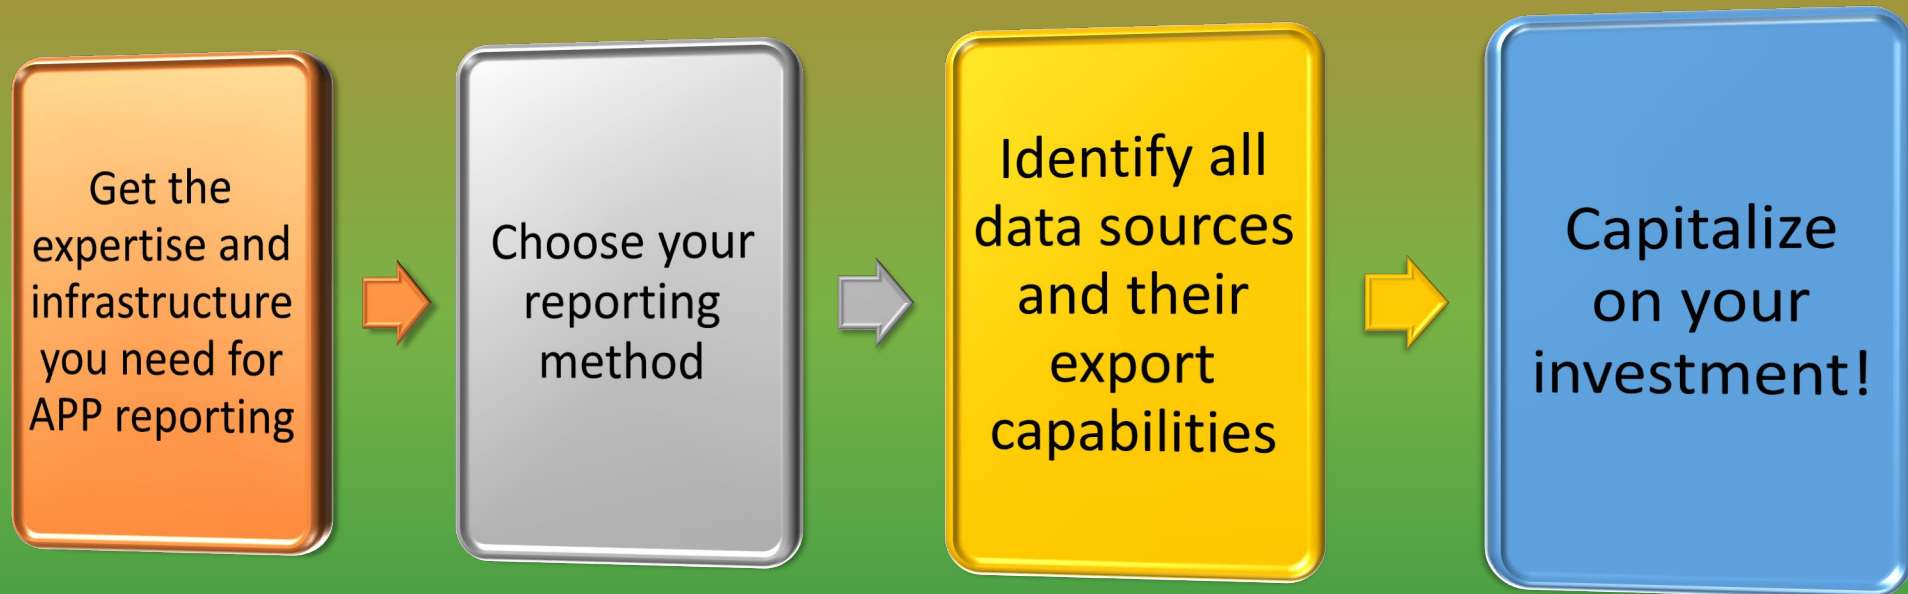 Get the
expertise and
infrastructure
you need for
APP reporting
Choose your
reporting
method
Identify all
data sources
and their
export
capabilities
Capitalize
on your
investment!